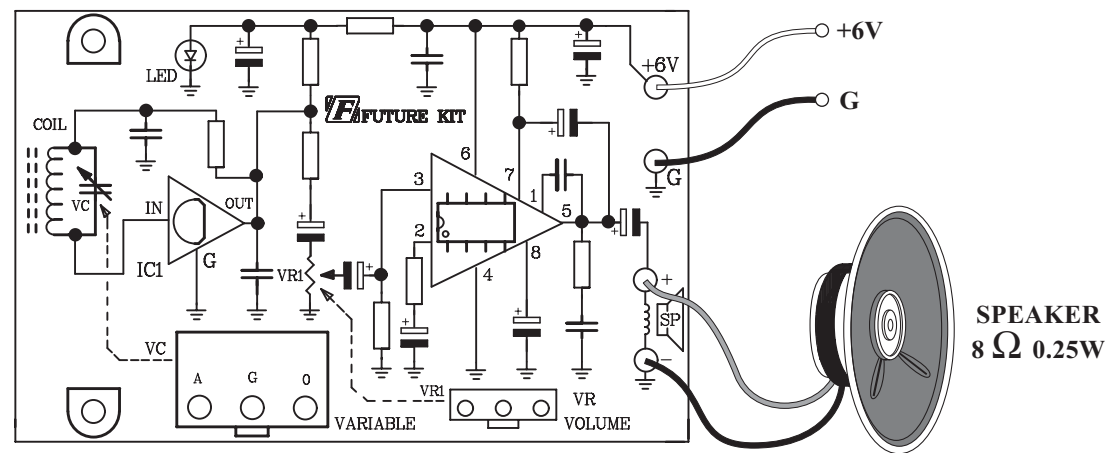 LED
+6V
+6V
G
G
F FUTURE KIT
COIL
VC
IN
OUT
IC1
G
VR1
3
2
6
7
1
5
8
4
+
SP
−
SPEAKER
8 Ω 0.25W
VC
A G 0
VARIABLE
VR1
VR
VOLUME
+
+
+
+
+
+
+
+